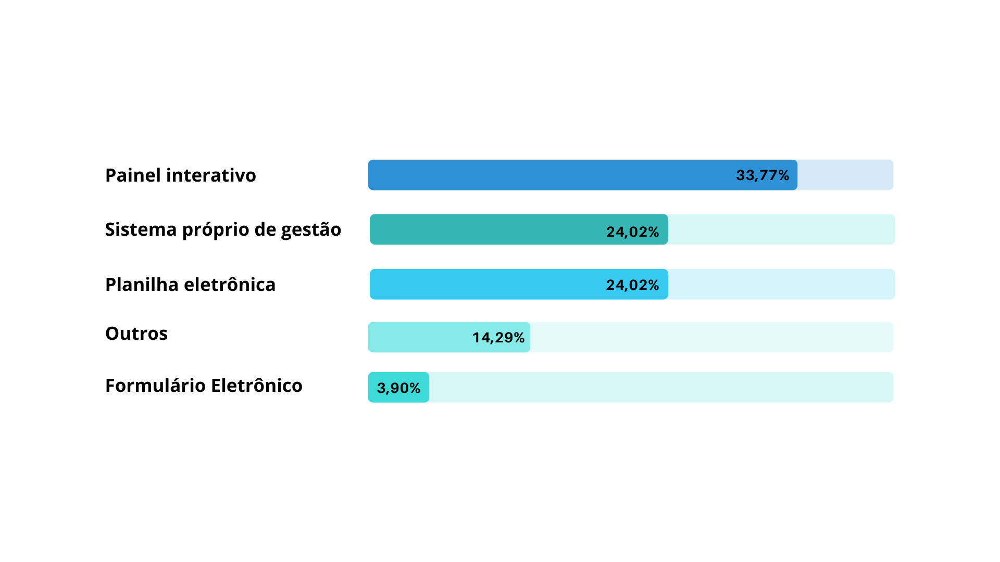 Painel interativo
33,77%
Sistema próprio de gestão
24,02%
Planilha eletrônica
24,02%
Outros
14,29%
Formulário Eletrônico
3,90%